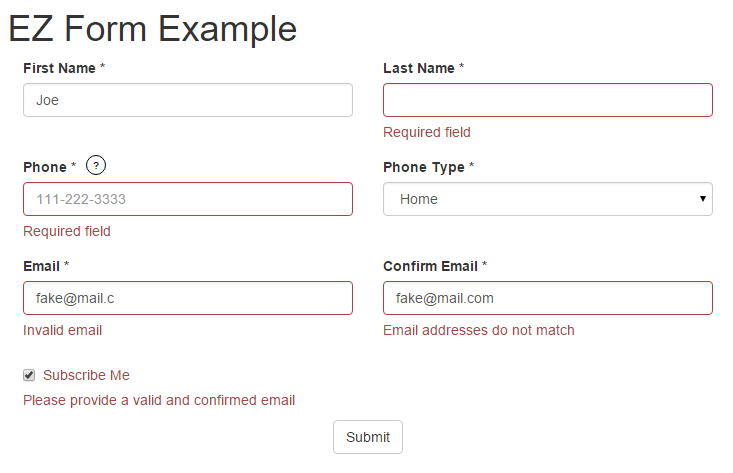 EZ Form Example
First Name *
Last Name *
Joe
Required field
Phone * ?
Phone Type *
111-222-3333
Home
Required field
Email *
Confirm Email *
fake@mail.c
fake@mail.com
Invalid email
Email addresses do not match
Subscribe Me
Please provide a valid and confirmed email
Submit